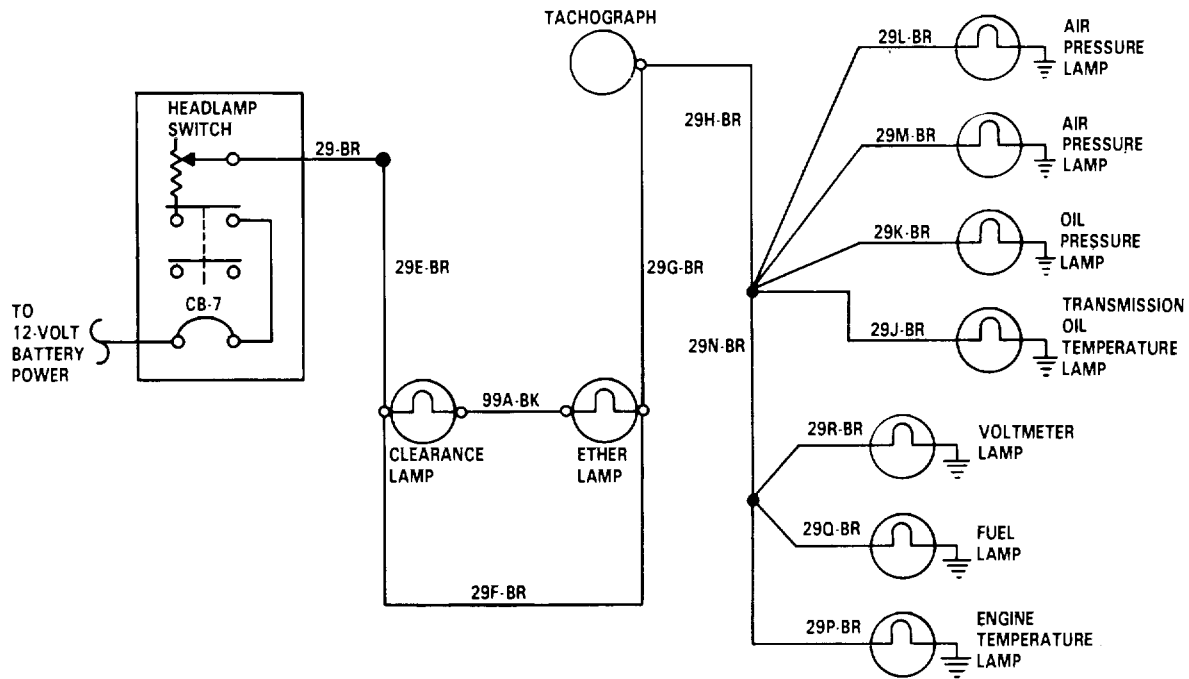 TACHOGRAPH
HEADLAMP
SWITCH
29-BR
CB-7
TO
12-VOLT
BATTERY
POWER
29E-BR
99A-BK
CLEARANCE
LAMP
ETHER
LAMP
29F-BR
29G-BR
29H-BR
29N-BR
29L-BR
AIR
PRESSURE
LAMP
29M-BR
AIR
PRESSURE
LAMP
29K-BR
OIL
PRESSURE
LAMP
29J-BR
TRANSMISSION
OIL
TEMPERATURE
LAMP
29R-BR
VOLTMETER
LAMP
29Q-BR
FUEL
LAMP
29P-BR
ENGINE
TEMPERATURE
LAMP